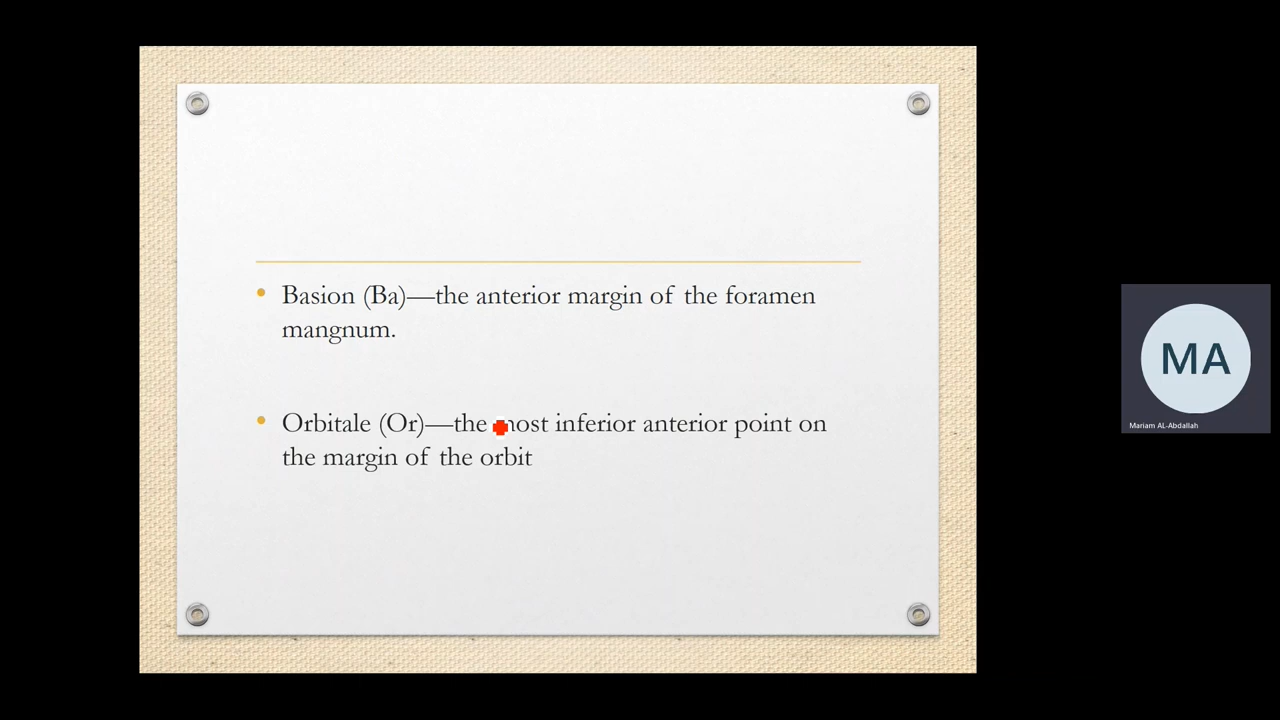 Basion (Ba)—the anterior margin of the foramen
mangnum.
Orbitale (Or)—the most inferior anterior point on
the margin of the orbit
MA
Mariam AL-Abdallah